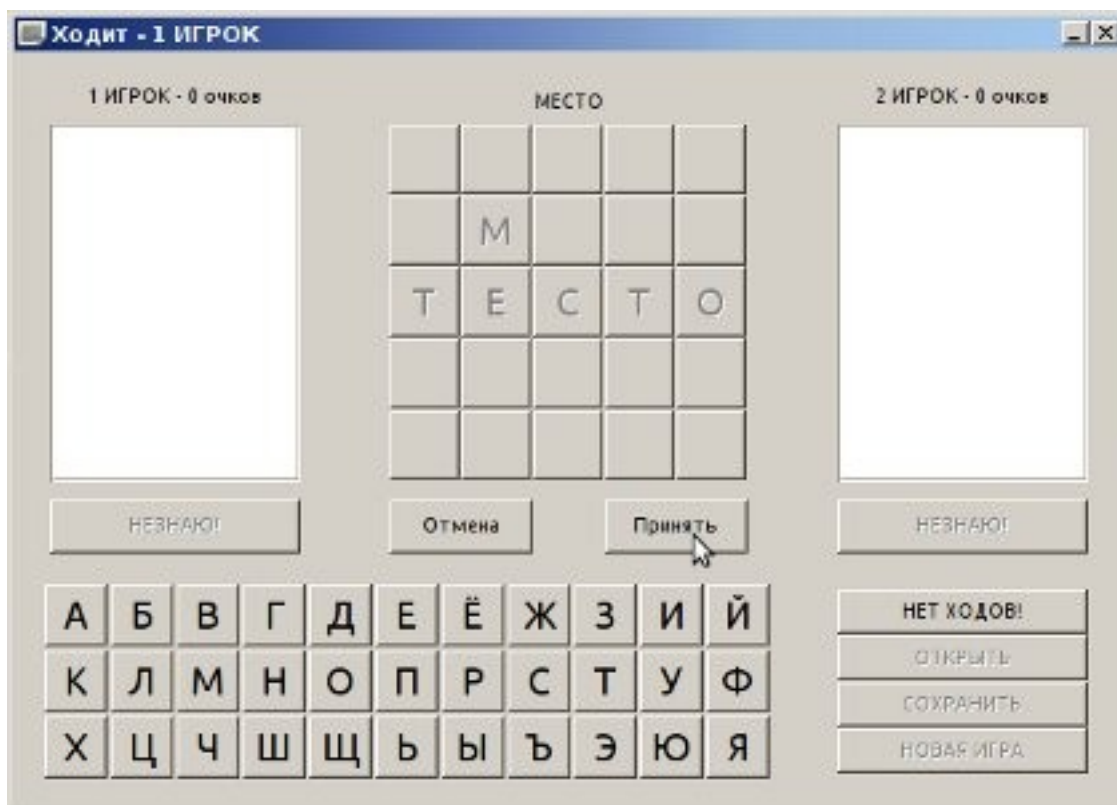 Ходит - 1 ИГРОК
1 ИГРОК - 0 очков
МЕСТО
2 ИГРОК - 0 очков
М
Т Е С Т О
НЕЗНАЮ!
Отмена
Принять
НЕЗНАЮ!
А Б В Г Д Е Ё Ж З И Й
К Л М Н О П Р С Т У Ф
Х Ц Ч Ш Щ Ь Ы Ъ Э Ю Я
НЕТ ХОДОВ!
ОТКРЫТЬ
СОХРАНИТЬ
НОВАЯ ИГРА